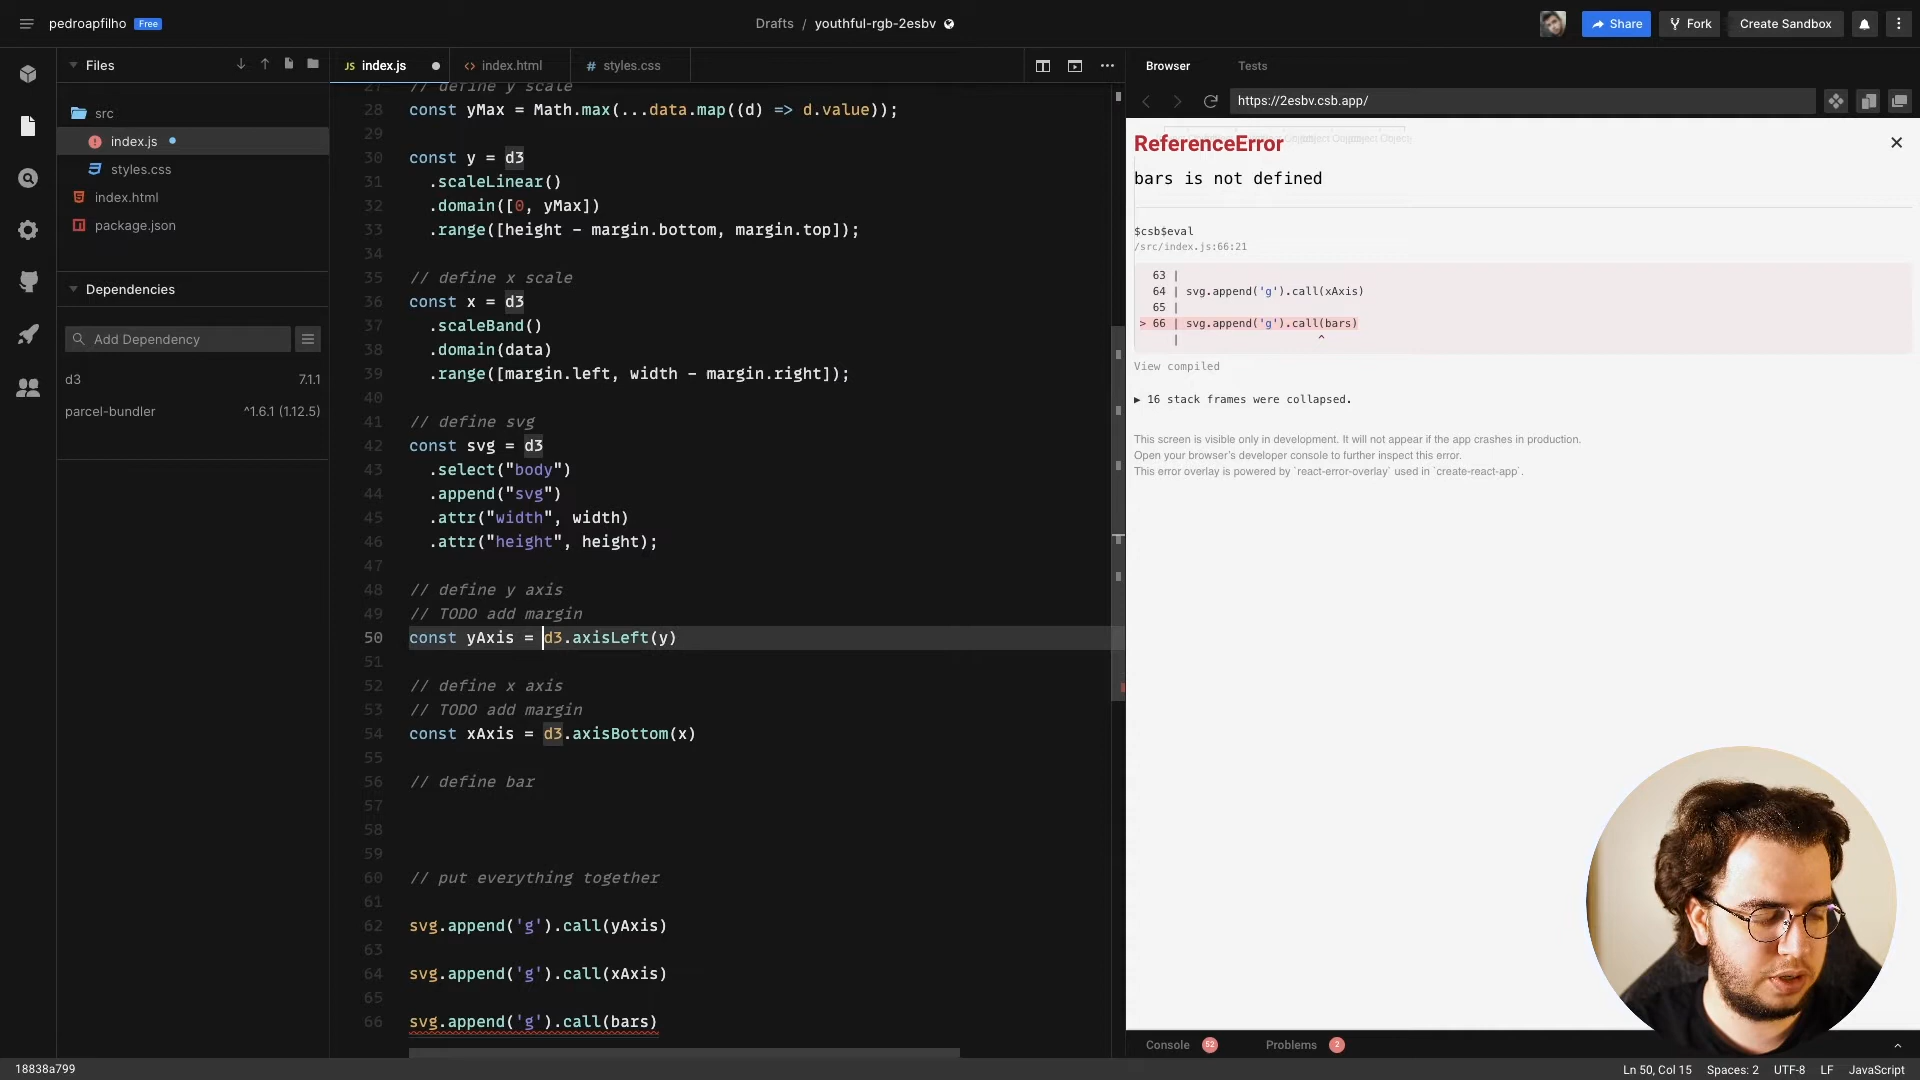 pedroapfilho Free
Drafts / youthful-rgb-2esbv
Share
Fork
Create Sandbox
Files
src
index.js
styles.css
index.html
package.json
Dependencies
Add Dependency
d3 7.1.1
parcel-bundler ^1.6.1 (1.12.5)
JS index.js
<> index.html
# styles.css
27 // define y scale
28 const yMax = Math.max(...data.map((d) => d.value));
29
30 const y = d3
31 .scaleLinear()
32 .domain([0, yMax])
33 .range([height - margin.bottom, margin.top]);
34
35 // define x scale
36 const x = d3
37 .scaleBand()
38 .domain(data)
39 .range([margin.left, width - margin.right]);
40
41 // define svg
42 const svg = d3
43 .select("body")
44 .append("svg")
45 .attr("width", width)
46 .attr("height", height);
47
48 // define y axis
49 // TODO add margin
50 const yAxis = d3.axisLeft(y)
51
52 // define x axis
53 // TODO add margin
54 const xAxis = d3.axisBottom(x)
55
56 // define bar
57
58
59
60 // put everything together
61
62 svg.append('g').call(yAxis)
63
64 svg.append('g').call(xAxis)
65
66 svg.append('g').call(bars)
Browser
Tests
https://2esbv.csb.app/
ReferenceError
bars is not defined
$csb$eval
/src/index.js:66:21
63 |
64 | svg.append('g').call(xAxis)
65 |
> 66 | svg.append('g').call(bars)
| ^
View compiled
▶ 16 stack frames were collapsed.
This screen is visible only in development. It will not appear if the app crashes in production.
Open your browser's developer console to further inspect this error.
This error overlay is powered by `react-error-overlay` used in `create-react-app`.
Console 52
Problems 2
18838a799
Ln 50, Col 15
Spaces: 2
UTF-8
LF
JavaScript